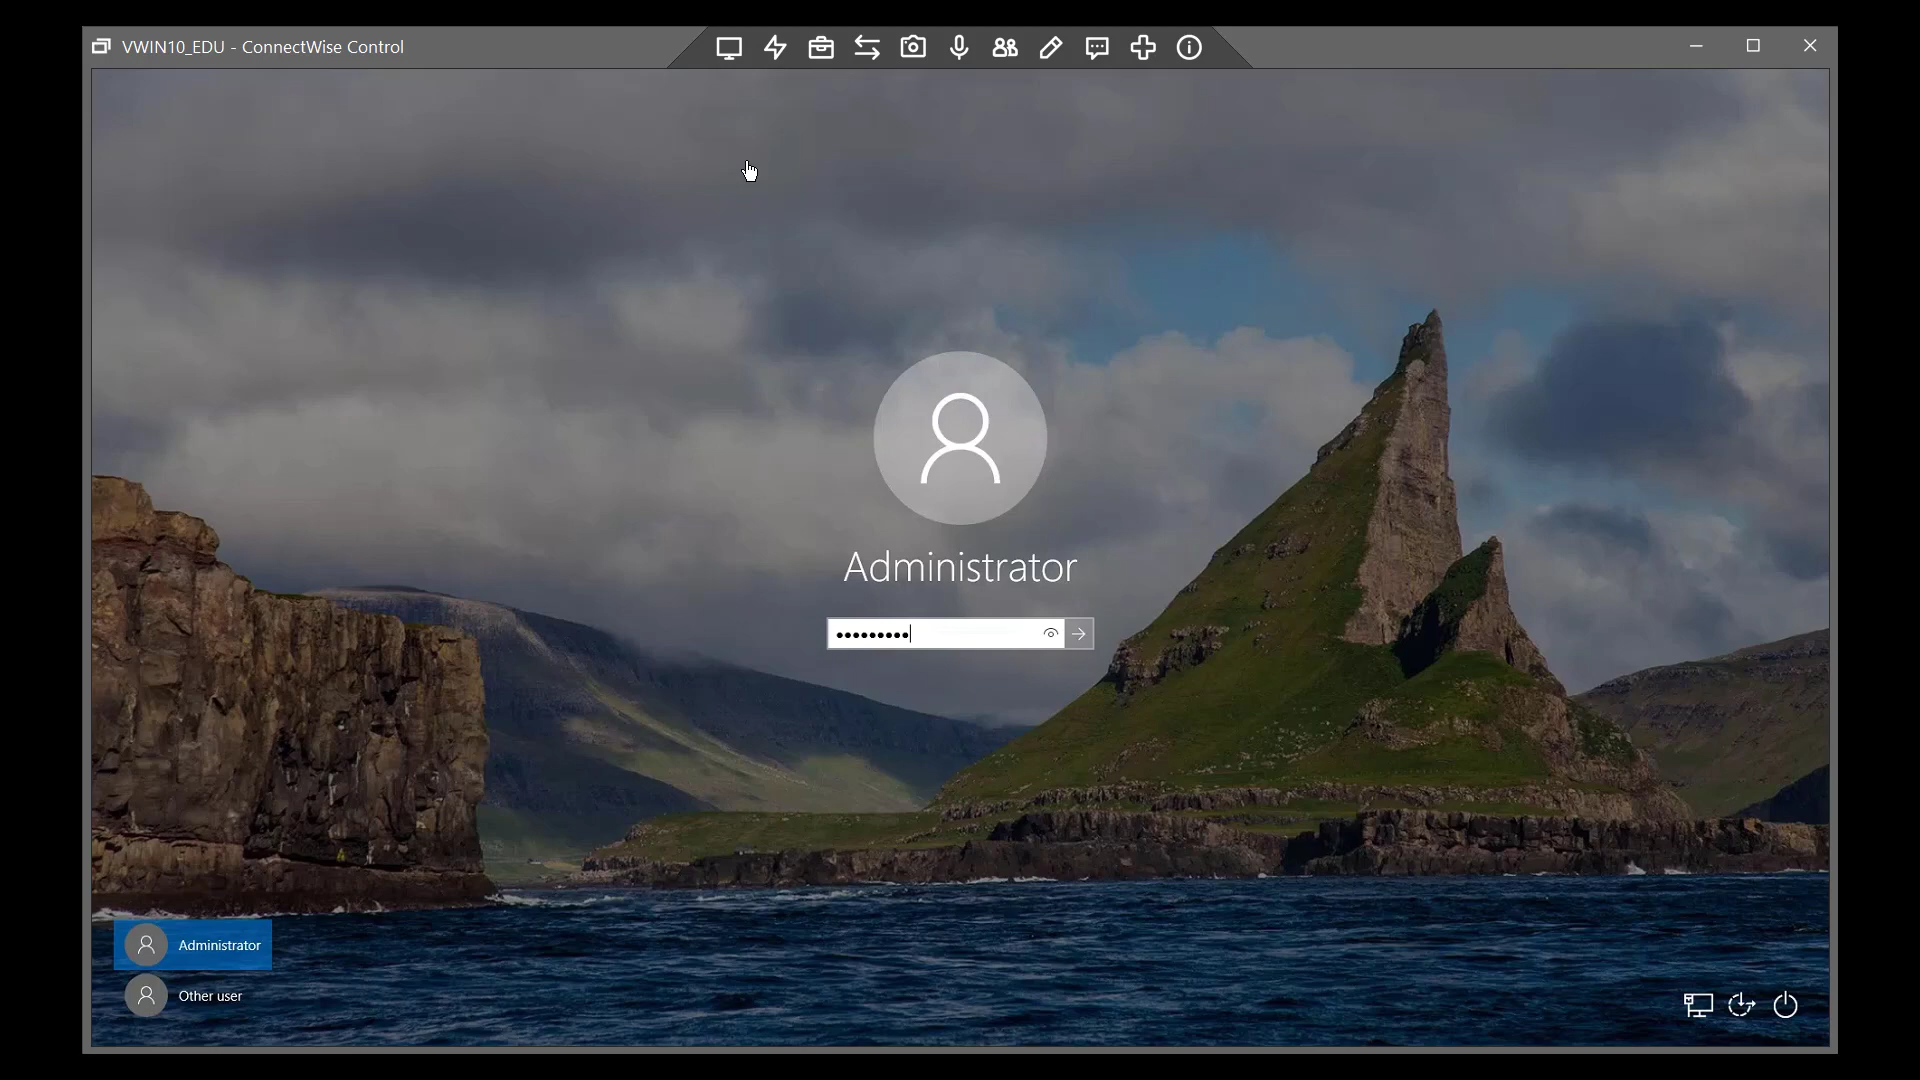 VWIN10_EDU - ConnectWise Control
Administrator
•••••••••
Administrator
Other user